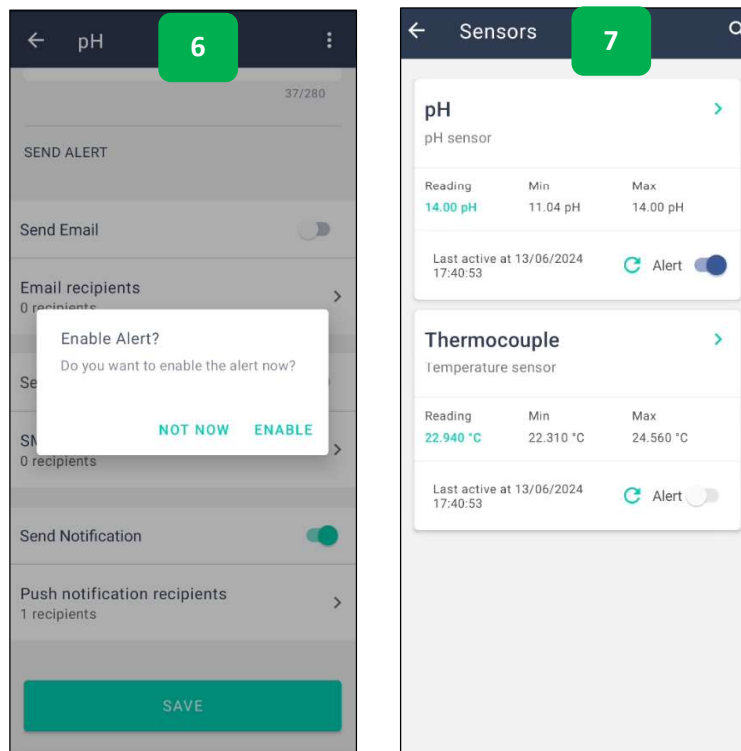 pH
6
37/280
SEND ALERT
Send Email
Email recipients
0 recipients
Enable Alert?
Do you want to enable the alert now?
Se
NOT NOW ENABLE
SM
0 recipients
Send Notification
Push notification recipients
1 recipients
SAVE
Sensors
7
pH
pH sensor
Reading Min Max
14.00 pH 11.04 pH 14.00 pH
Last active at 13/06/2024
17:40:53
Alert
Thermocouple
Temperature sensor
Reading Min Max
22.940 °C 22.310 °C 24.560 °C
Last active at 13/06/2024
17:40:53
Alert